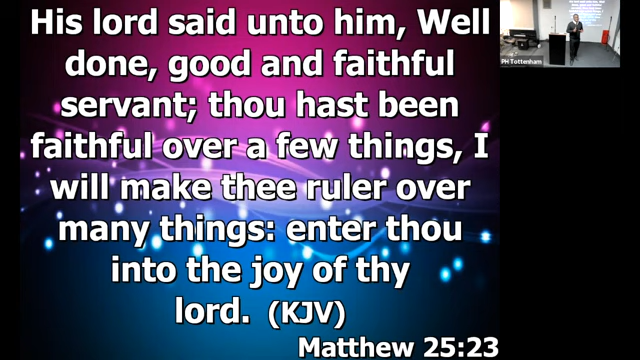 His lord said unto him, Well
done, good and faithful
servant; thou hast been
faithful over a few things, I
will make thee ruler over
many things: enter thou
into the joy of thy
lord. (KJV)
Matthew 25:23
PH Tottenham